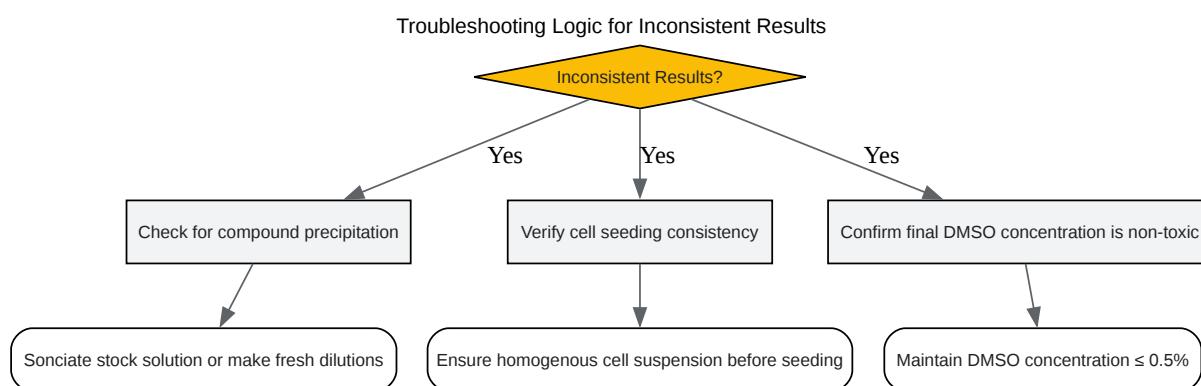 Troubleshooting Logic for Inconsistent Results
Inconsistent Results?
Yes
Yes
Yes
Check for compound precipitation
Verify cell seeding consistency
Confirm final DMSO concentration is non-toxic
Sonciate stock solution or make fresh dilutions
Ensure homogenous cell suspension before seeding
Maintain DMSO concentration ≤ 0.5%